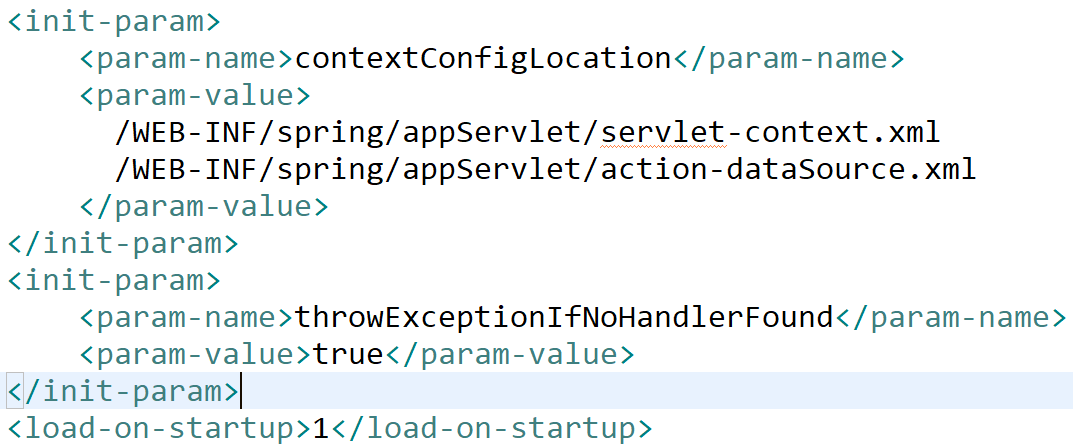 <init-param>
<param-name>contextConfigLocation</param-name>
<param-value>
/WEB-INF/spring/appServlet/servlet-context.xml
/WEB-INF/spring/appServlet/action-dataSource.xml
</param-value>
</init-param>
<init-param>
<param-name>throwExceptionIfNoHandlerFound</param-name>
<param-value>true</param-value>
</init-param>
<load-on-startup>1</load-on-startup>